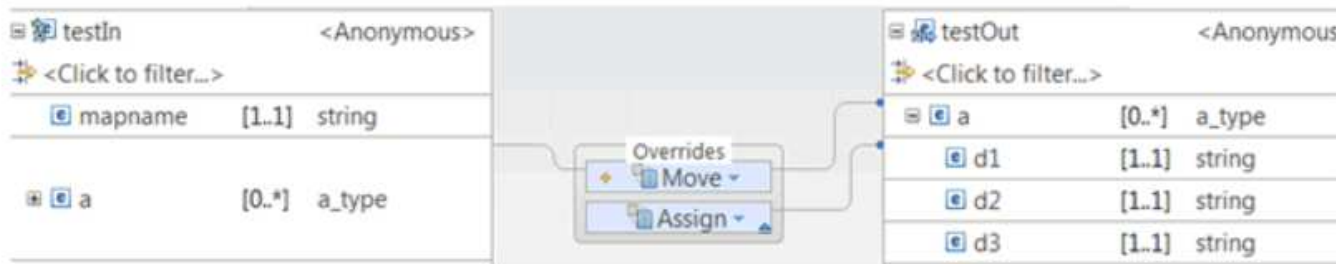 testIn <Anonymous>
<Click to filter...>
mapname [1..1] string
a [0..*] a_type
Overrides
Move
Assign
testOut <Anonymous
<Click to filter...>
a [0..*] a_type
d1 [1..1] string
d2 [1..1] string
d3 [1..1] string